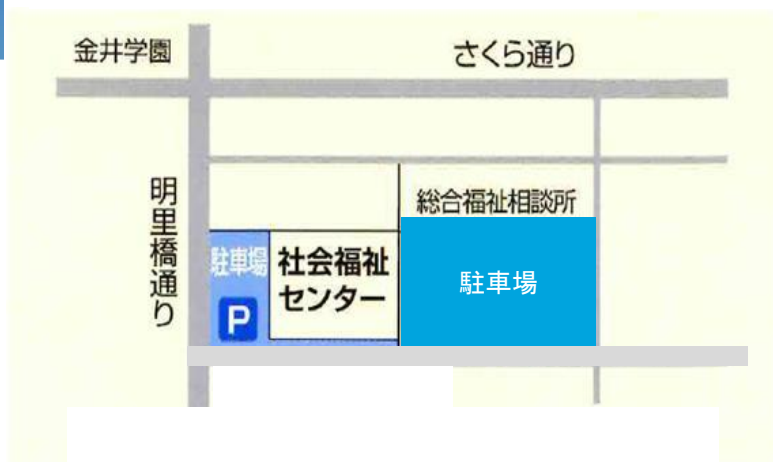 金井学園
さくら通り
明里橋通り
総合福祉相談所
駐車場
P
社会福祉
センター
駐車場